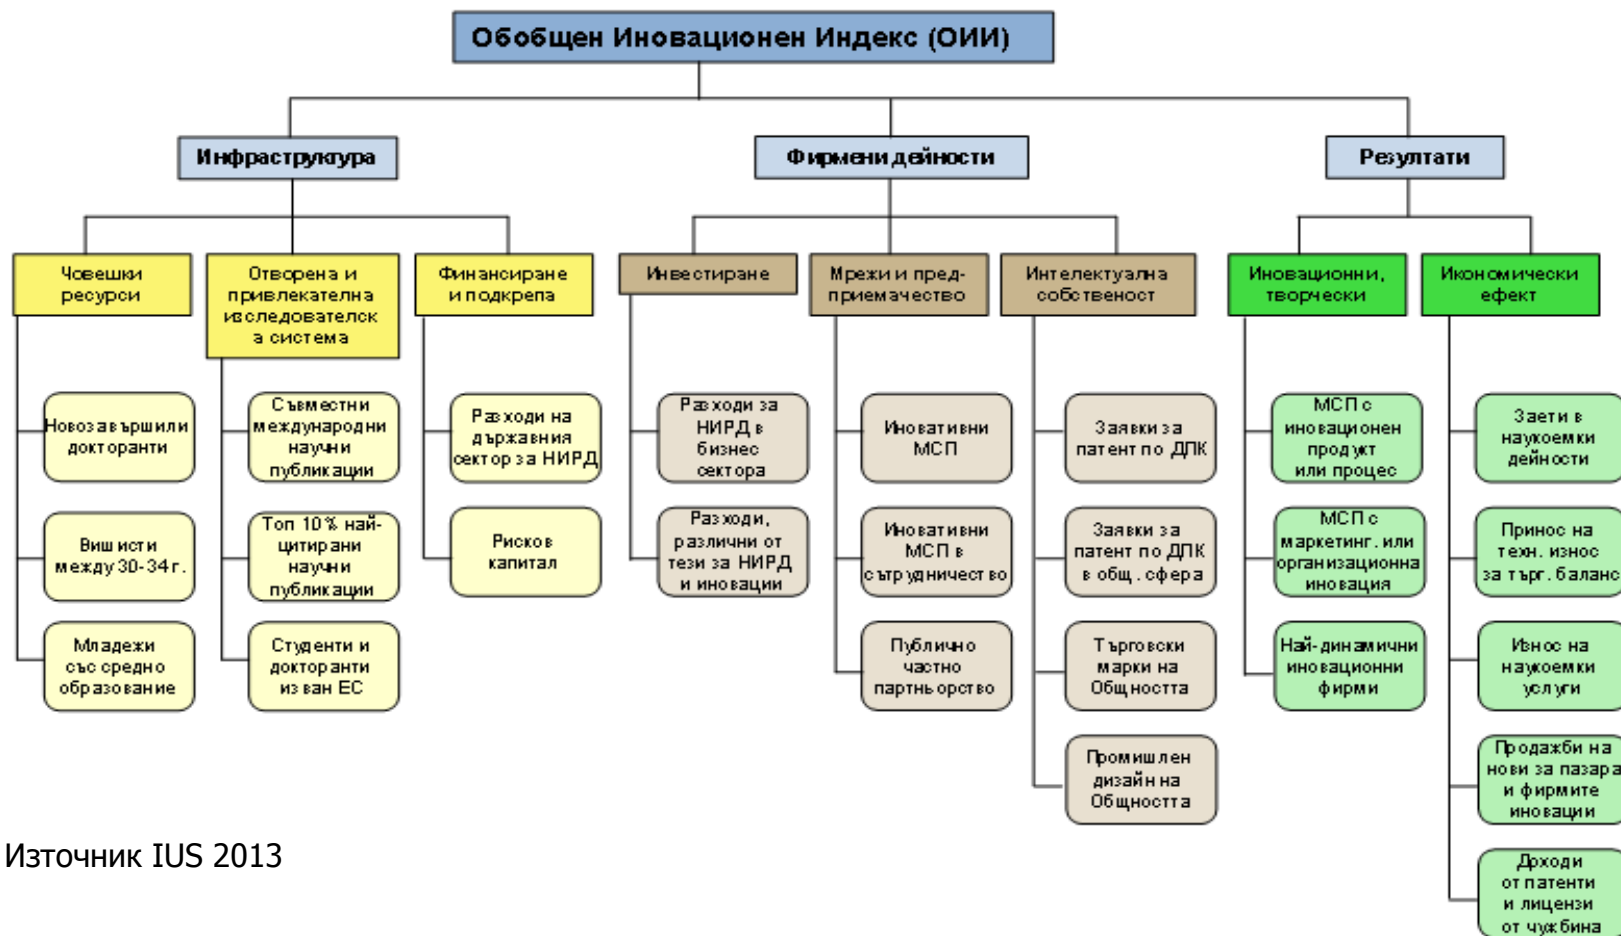 Обобщен Иновационен Индекс (ОИИ)
Инфраструктура
Фирмени дейности
Резултати
Човешки
ресурси
Отворена и
привлекателна
изследователск
а система
Финансиране
и подкрепа
Инвестиране
Мрежи и пред-
приемачество
Интелектуална
собственост
Иновационни,
творчески
Икономически
ефект
Новозавършили
докторанти
Вишисти
между 30-34 г.
Младежи
със средно
образование
Съвместни
международни
научни
публикации
Топ 10% най-
цитирани
научни
публикации
Студенти и
докторанти
извън ЕС
Разходи на
държавния
сектор за НИРД
Рисков
капитал
Разходи за
НИРД в
бизнес
сектора
Разходи,
различни от
тези за НИРД
и иновации
Иновативни
МСП
Иновативни
МСП в
сътрудничество
Публично
частно
партньорство
Заявки за
патент по ДПК
Заявки за
патент по ДПК
в общ. сфера
Търговски
марки на
Общността
Промишлен
дизайн на
Общността
МСП с
иновационен
продукт
или процес
МСП с
маркетинг. или
организационна
иновация
Най-динамични
иновационни
фирми
Заети в
наукоемки
дейности
Принос на
техн. износ
за търг. баланс
Износ на
наукоемки
услуги
Продажби на
нови за пазара
и фирмите
иновации
Доходи
от патенти
и лицензи
от чужбина
Източник IUS 2013